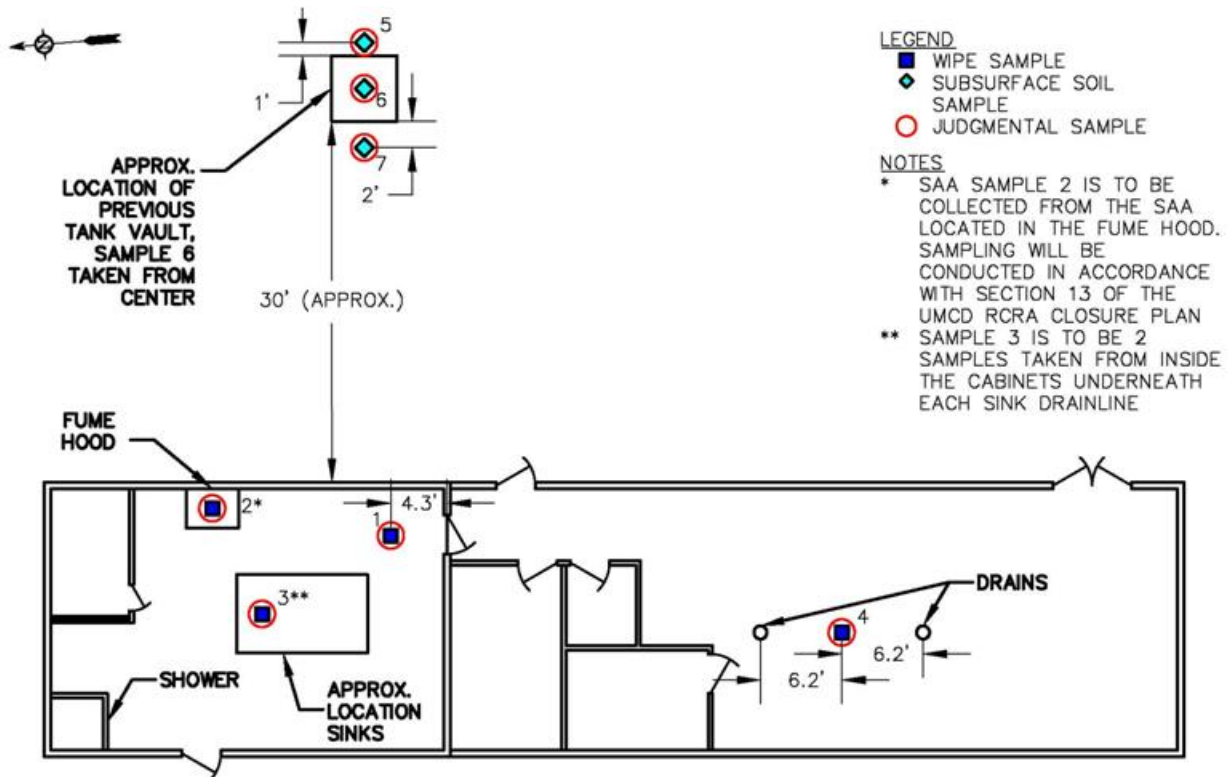 N
5
1'
6
7
2'
APPROX.
LOCATION OF
PREVIOUS
TANK VAULT,
SAMPLE 6
TAKEN FROM
CENTER
30' (APPROX.)
LEGEND
WIPE SAMPLE
SUBSURFACE SOIL
SAMPLE
JUDGMENTAL SAMPLE
NOTES
* SAA SAMPLE 2 IS TO BE
COLLECTED FROM THE SAA
LOCATED IN THE FUME HOOD.
SAMPLING WILL BE
CONDUCTED IN ACCORDANCE
WITH SECTION 13 OF THE
UMCD RCRA CLOSURE PLAN
** SAMPLE 3 IS TO BE 2
SAMPLES TAKEN FROM INSIDE
THE CABINETS UNDERNEATH
EACH SINK DRAINLINE
FUME
HOOD
2*
1
4.3'
3**
DRAINS
4
6.2'
6.2'
SHOWER
APPROX.
LOCATION
SINKS